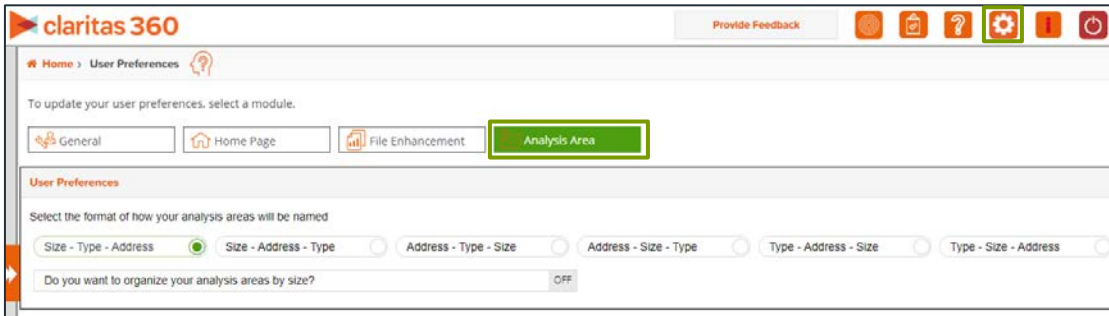 claritas 360
Provide Feedback
Home > User Preferences
To update your user preferences, select a module.
General
Home Page
File Enhancement
Analysis Area
User Preferences
Select the format of how your analysis areas will be named
Size - Type - Address
Size - Address - Type
Address - Type - Size
Address - Size - Type
Type - Address - Size
Type - Size - Address
Do you want to organize your analysis areas by size?
OFF